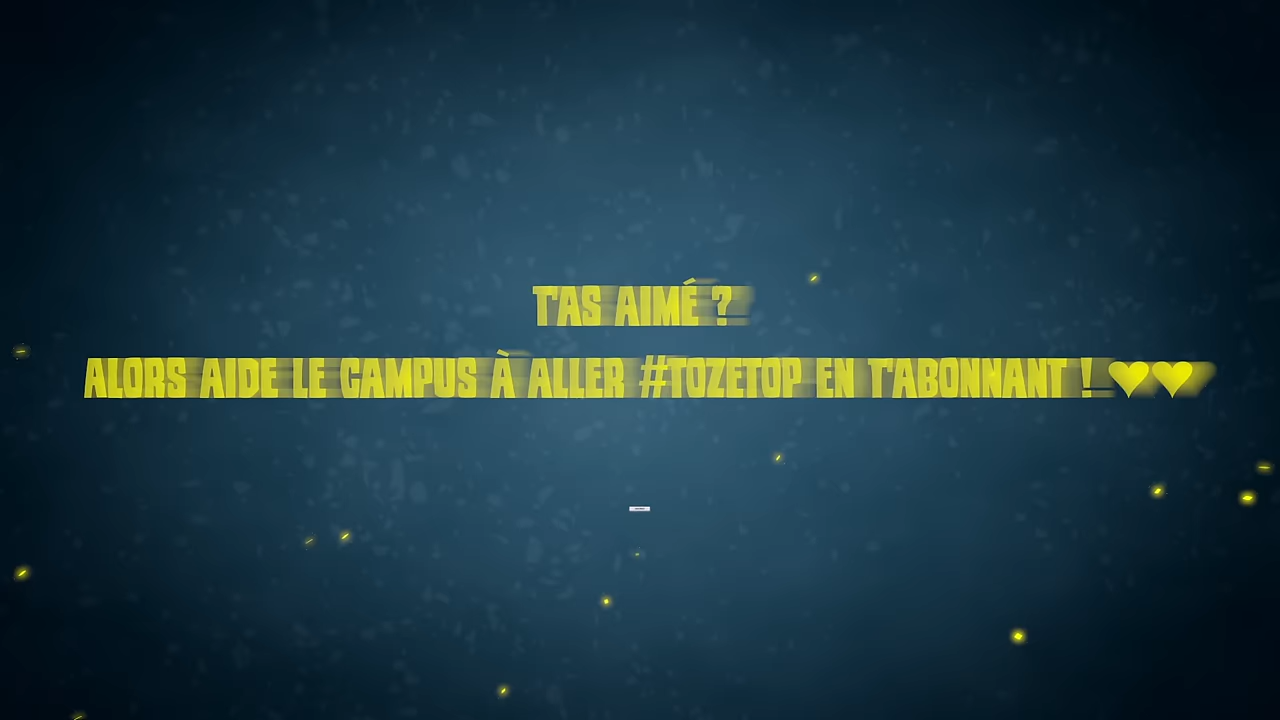 T'AS AIMÉ ?
ALORS AIDE LE CAMPUS À ALLER #TOZETOP EN T'ABONNANT ! ♥♥